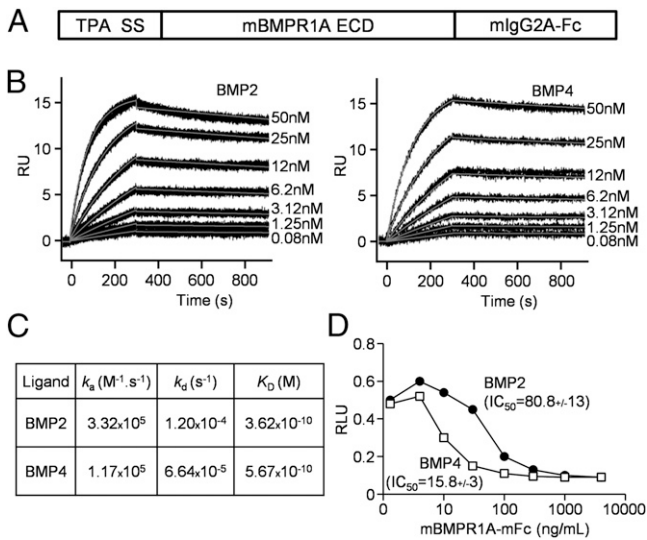 A
TPA SS
mBMPR1A ECD
mIgG2A-Fc
B
BMP2
15
10
5
0
RU
50nM
25nM
12nM
6.2nM
3.12nM
1.25nM
0.08nM
0 200 400 600 800
Time (s)
BMP4
15
10
5
0
RU
50nM
25nM
12nM
6.2nM
3.12nM
1.25nM
0.08nM
0 200 400 600 800
Time (s)
C
Ligand ka (M-1.s-1) kd (s-1) KD (M)
BMP2 3.32x10^5 1.20x10^-4 3.62x10^-10
BMP4 1.17x10^5 6.64x10^-5 5.67x10^-10
D
0.8
0.6
0.4
0.2
0
RLU
BMP2
(IC50=80.8+/-13)
BMP4
(IC50=15.8+/-3)
0 10 100 1000 10000
mBMPR1A-mFc (ng/mL)